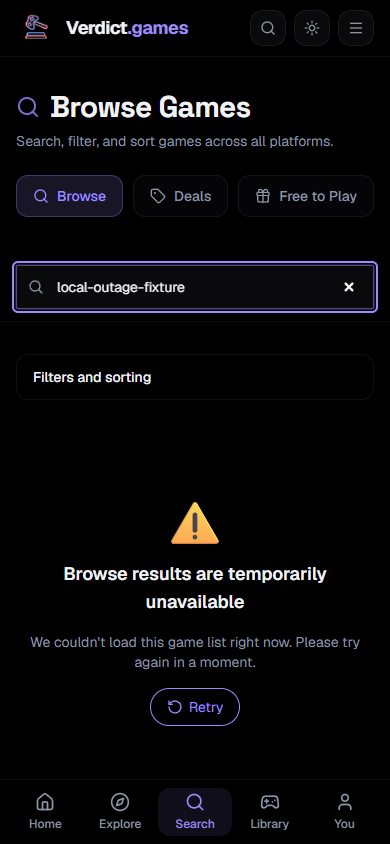 Verdict.games
Browse Games
Search, filter, and sort games across all platforms.
Browse
Deals
Free to Play
local-outage-fixture
Filters and sorting
Browse results are temporarily
unavailable
We couldn't load this game list right now. Please try
again in a moment.
Retry
Home
Explore
Search
Library
You